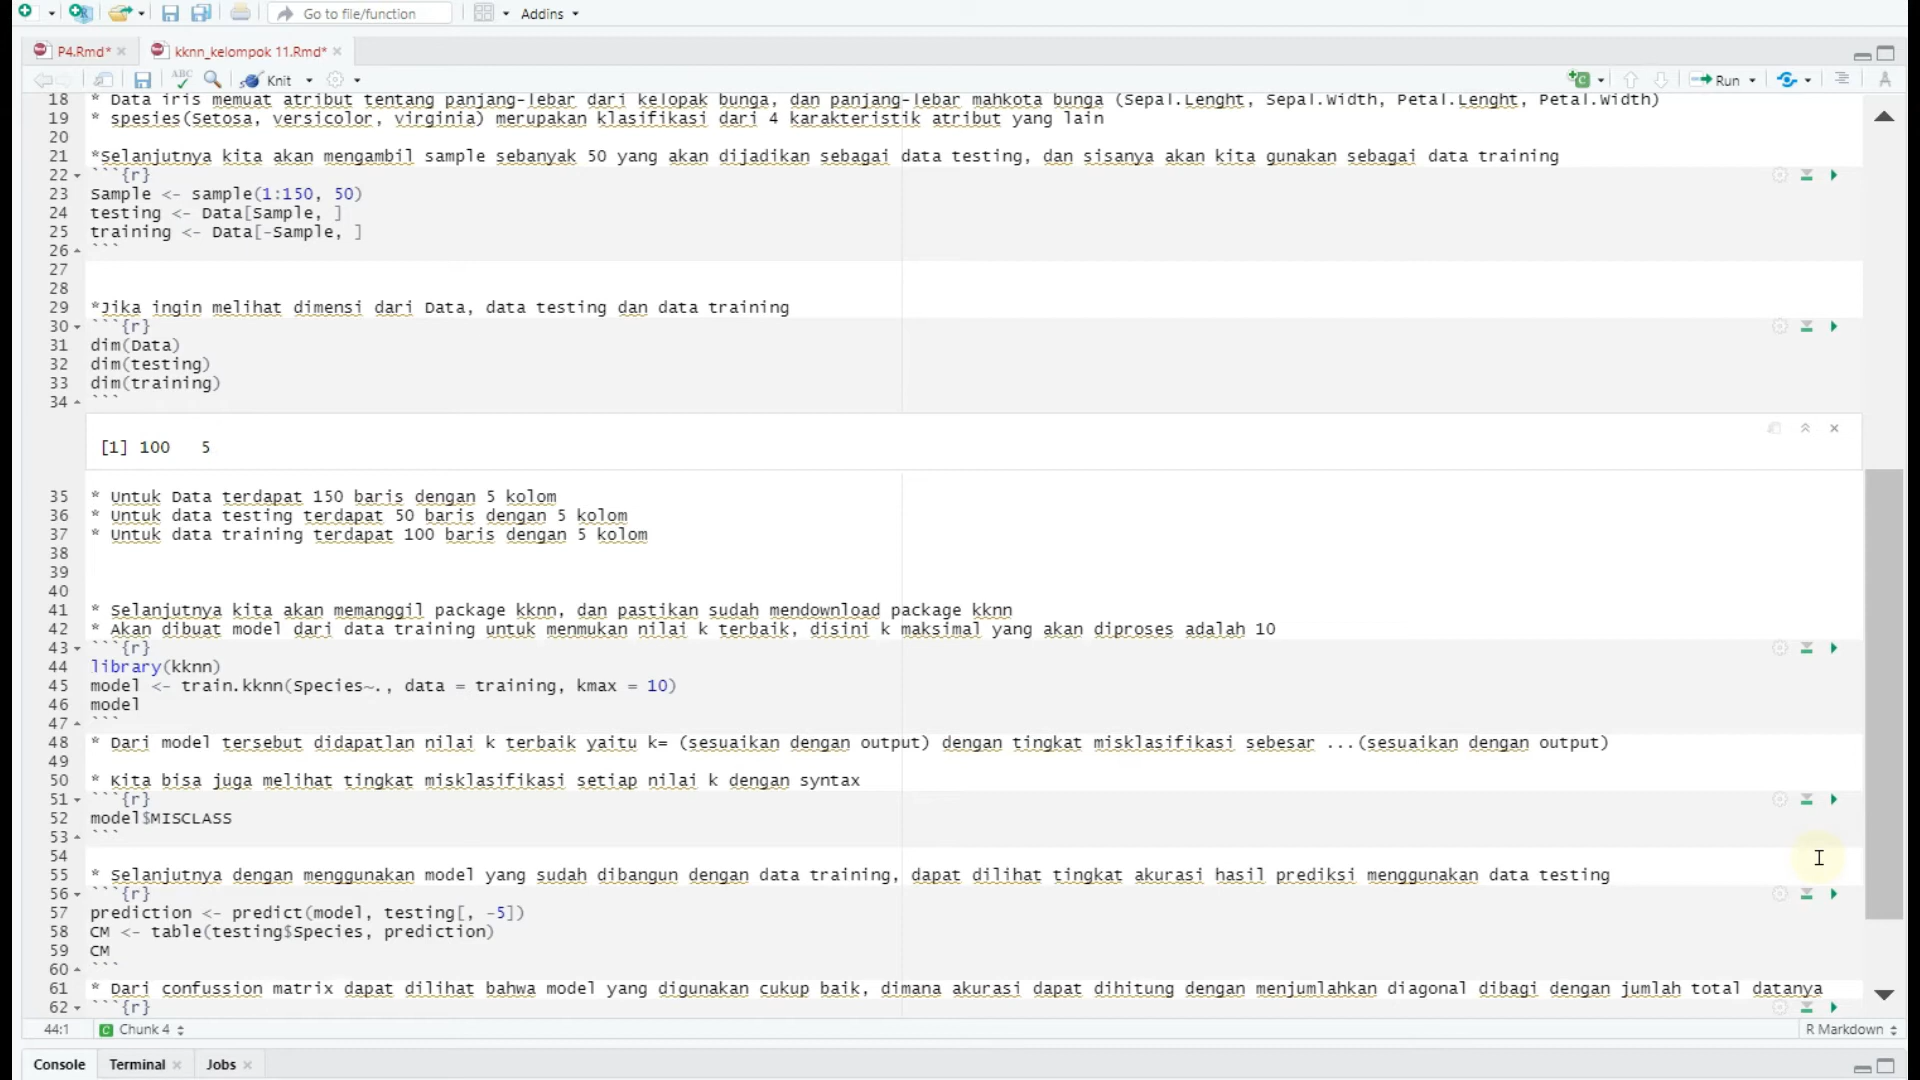 Go to file/function
Addins
P4.Rmd*
kknn_kelompok 11.Rmd*
ABC
Knit
Run
18 * Data iris memuat atribut tentang panjang-lebar dari kelopak bunga, dan panjang-lebar mahkota bunga (Sepal.Lenght, Sepal.Width, Petal.Lenght, Petal.Width)
19 * spesies(Setosa, versicolor, virginia) merupakan klasifikasi dari 4 karakteristik atribut yang lain
20
21 *Selanjutnya kita akan mengambil sample sebanyak 50 yang akan dijadikan sebagai data testing, dan sisanya akan kita gunakan sebagai data training
22 ```{r}
23 Sample <- sample(1:150, 50)
24 testing <- Data[Sample, ]
25 training <- Data[-Sample, ]
26 ```
27
28
29 *Jika ingin melihat dimensi dari Data, data testing dan data training
30 ```{r}
31 dim(Data)
32 dim(testing)
33 dim(training)
34 ```
[1] 100 5
35 * Untuk Data terdapat 150 baris dengan 5 kolom
36 * Untuk data testing terdapat 50 baris dengan 5 kolom
37 * Untuk data training terdapat 100 baris dengan 5 kolom
38
39
40
41 * Selanjutnya kita akan memanggil package kknn, dan pastikan sudah mendownload package kknn
42 * Akan dibuat model dari data training untuk menmukan nilai k terbaik, disini k maksimal yang akan diproses adalah 10
43 ```{r}
44 library(kknn)
45 model <- train.kknn(Species~., data = training, kmax = 10)
46 model
47 ```
48 * Dari model tersebut didapatlan nilai k terbaik yaitu k= (sesuaikan dengan output) dengan tingkat misklasifikasi sebesar ...(sesuaikan dengan output)
49
50 * Kita bisa juga melihat tingkat misklasifikasi setiap nilai k dengan syntax
51 ```{r}
52 model$MISCLASS
53 ```
54
55 * Selanjutnya dengan menggunakan model yang sudah dibangun dengan data training, dapat dilihat tingkat akurasi hasil prediksi menggunakan data testing
56 ```{r}
57 prediction <- predict(model, testing[, -5])
58 CM <- table(testing$Species, prediction)
59 CM
60 ```
61 * Dari confussion matrix dapat dilihat bahwa model yang digunakan cukup baik, dimana akurasi dapat dihitung dengan menjumlahkan diagonal dibagi dengan jumlah total datanya
62 ```{r}
44:1
Chunk 4
R Markdown
Console
Terminal
Jobs